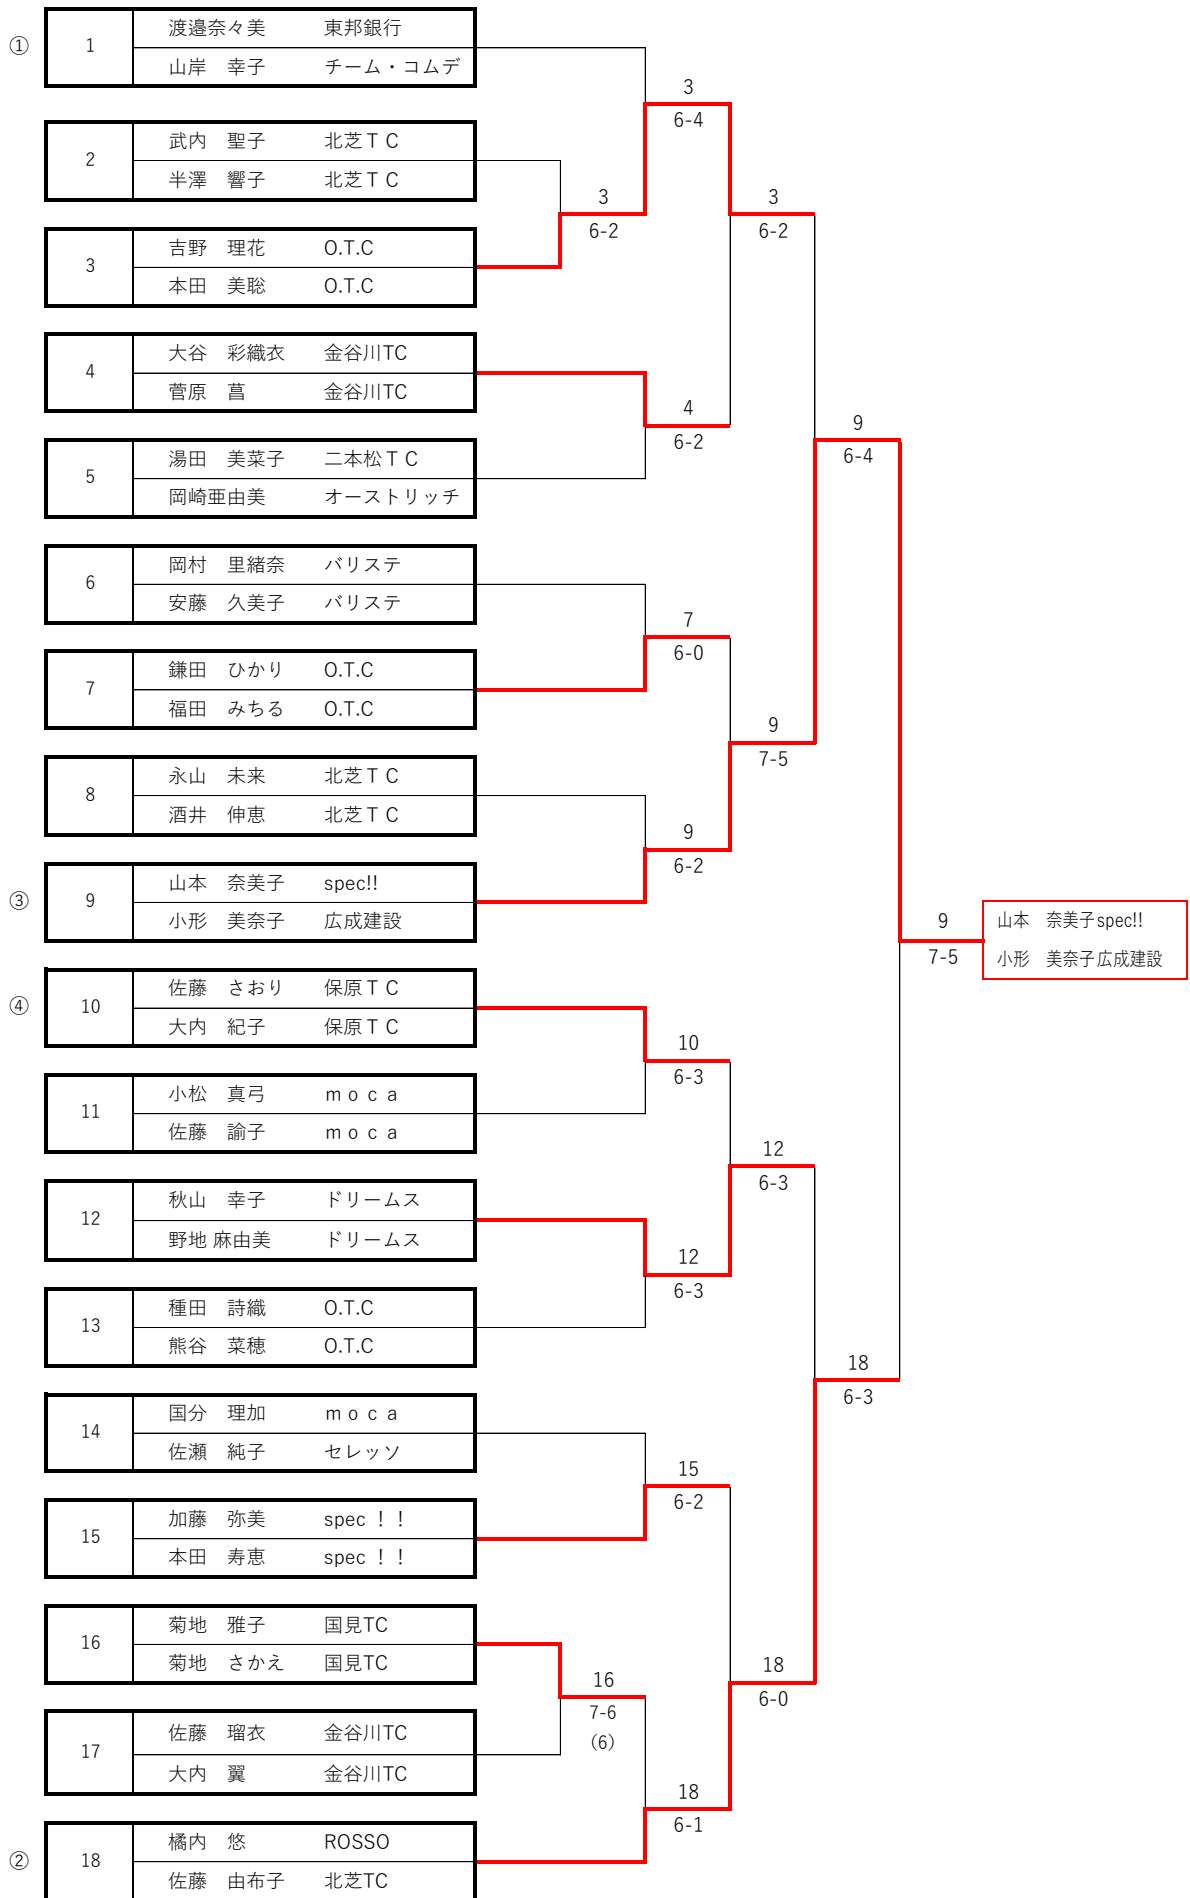 ① 1 渡邉奈々美 東邦銀行
山岸 幸子 チーム・コムデ
3
6-4
2 武内 聖子 北芝ＴＣ
半澤 響子 北芝ＴＣ
3 3
6-2 6-2
3 吉野 理花 O.T.C
本田 美聡 O.T.C
4 大谷 彩織衣 金谷川TC
菅原 菖 金谷川TC
4
6-2
9
6-4
5 湯田 美菜子 二本松ＴＣ
岡崎亜由美 オーストリッチ
6 岡村 里緒奈 バリステ
安藤 久美子 バリステ
7
6-0
7 鎌田 ひかり O.T.C
福田 みちる O.T.C
9
7-5
8 永山 未来 北芝ＴＣ
酒井 伸恵 北芝ＴＣ
9
6-2
③ 9 山本 奈美子 spec!!
小形 美奈子 広成建設
9
7-5
山本 奈美子spec!!
小形 美奈子広成建設
④ 10 佐藤 さおり 保原ＴＣ
大内 紀子 保原ＴＣ
10
6-3
11 小松 真弓 ｍｏｃａ
佐藤 諭子 ｍｏｃａ
12
6-3
12 秋山 幸子 ドリームス
野地 麻由美 ドリームス
12
6-3
13 種田 詩織 O.T.C
熊谷 菜穂 O.T.C
18
6-3
14 国分 理加 ｍｏｃａ
佐瀬 純子 セレッソ
15
6-2
15 加藤 弥美 spec！！
本田 寿恵 spec！！
16 菊地 雅子 国見TC
菊地 さかえ 国見TC
16
7-6
（6）
18
6-0
17 佐藤 瑠衣 金谷川TC
大内 翼 金谷川TC
18
6-1
② 18 橘内 悠 ROSSO
佐藤 由布子 北芝TC